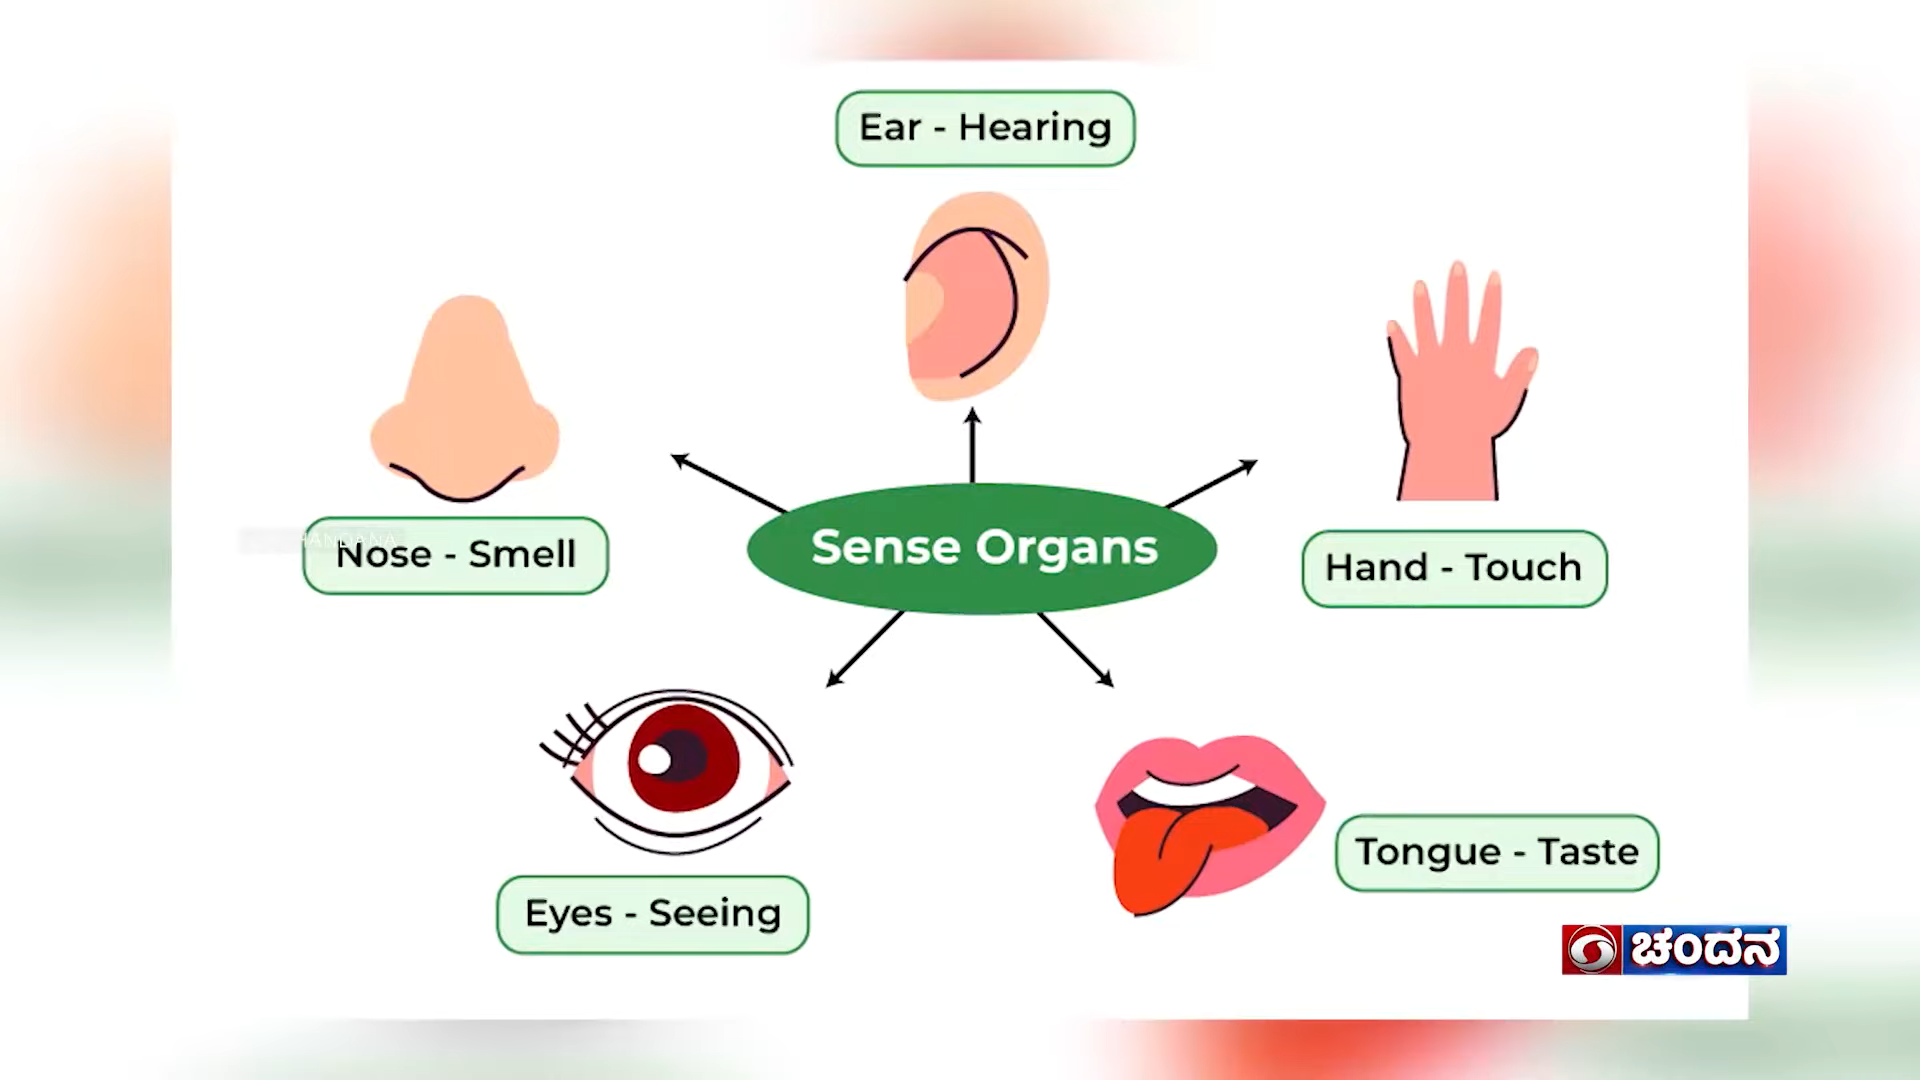 Ear - Hearing
Nose - Smell
Sense Organs
Hand - Touch
Eyes - Seeing
Tongue - Taste
ಚಂದನ